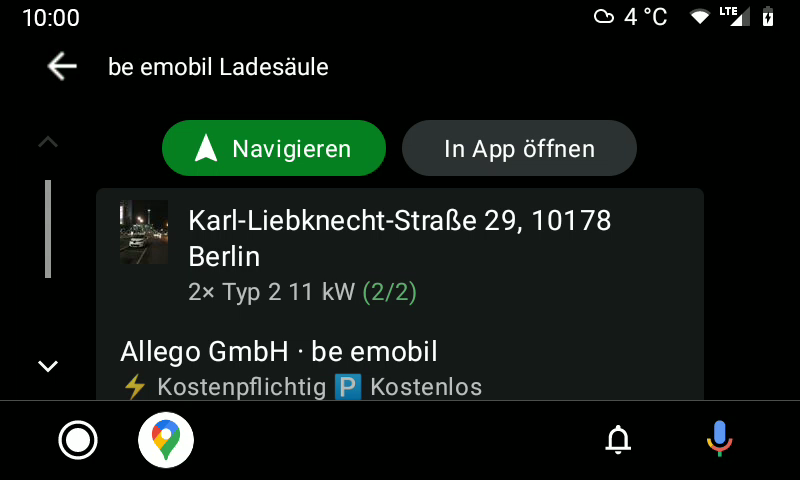 10:00
4 °C
LTE
be emobil Ladesäule
Navigieren
In App öffnen
Karl-Liebknecht-Straße 29, 10178
Berlin
2× Typ 2 11 kW (2/2)
Allego GmbH · be emobil
⚡ Kostenpflichtig 🅿 Kostenlos